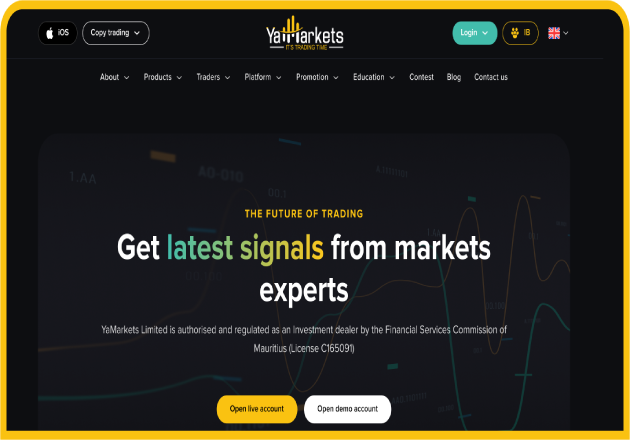 iOS
Copy trading
YaMarkets
IT'S TRADING TIME
Login
IB
About
Products
Traders
Platform
Promotion
Education
Contest
Blog
Contact us
1.AA
THE FUTURE OF TRADING
Get latest signals from markets
experts
YaMarkets Limited is authorised and regulated as an Investment dealer by the Financial Services Commission of
Mauritius (License C165091)
Open live account
Open demo account